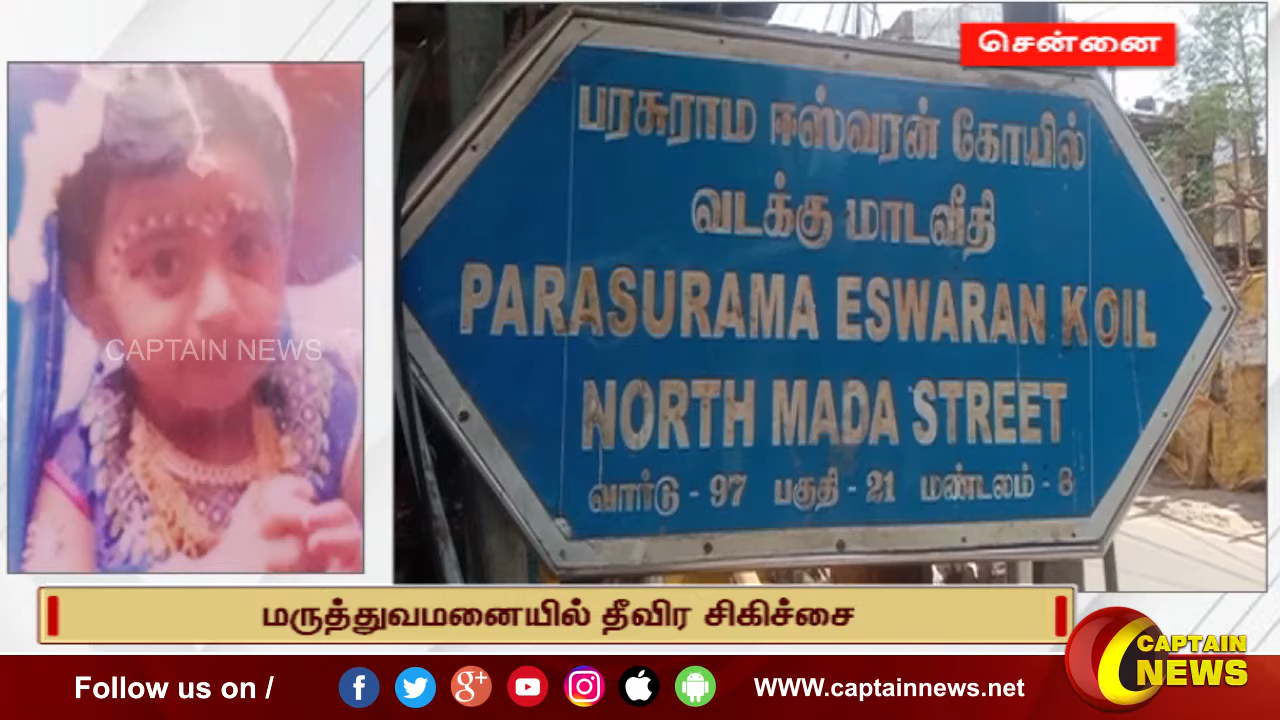 சென்னை
பரசுராம ஈஸ்வரன் கோயில்
வடக்கு மாடவீதி
PARASURAMA ESWARAN KOIL
NORTH MADA STREET
வார்டு - 97 பகுதி - 21 மண்டலம் - 8
CAPTAIN NEWS
மருத்துவமனையில் தீவிர சிகிச்சை
CAPTAIN
NEWS
Follow us on / WWW.captainnews.net